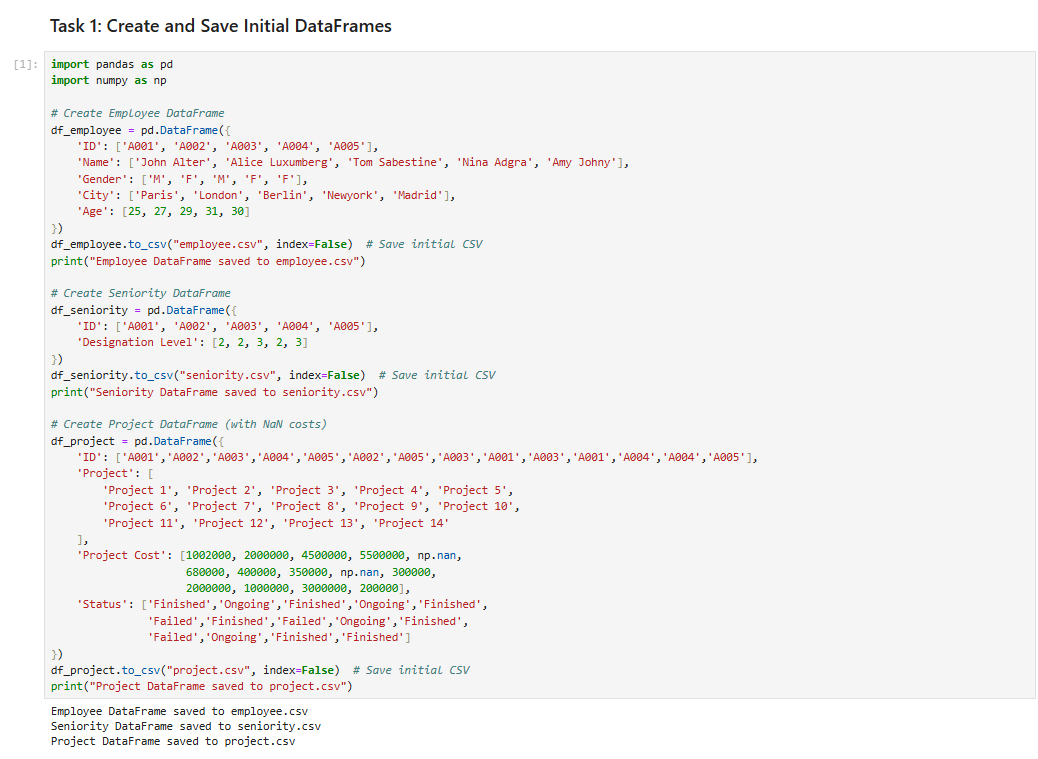 Task 1: Create and Save Initial DataFrames
[1]:
import pandas as pd
import numpy as np
# Create Employee DataFrame
df_employee = pd.DataFrame({
    'ID': ['A001', 'A002', 'A003', 'A004', 'A005'],
    'Name': ['John Alter', 'Alice Luxumberg', 'Tom Sabestine', 'Nina Adgra', 'Amy Johny'],
    'Gender': ['M', 'F', 'M', 'F', 'F'],
    'City': ['Paris', 'London', 'Berlin', 'Newyork', 'Madrid'],
    'Age': [25, 27, 29, 31, 30]
})
df_employee.to_csv("employee.csv", index=False)  # Save initial CSV
print("Employee DataFrame saved to employee.csv")
# Create Seniority DataFrame
df_seniority = pd.DataFrame({
    'ID': ['A001', 'A002', 'A003', 'A004', 'A005'],
    'Designation Level': [2, 2, 3, 2, 3]
})
df_seniority.to_csv("seniority.csv", index=False)  # Save initial CSV
print("Seniority DataFrame saved to seniority.csv")
# Create Project DataFrame (with NaN costs)
df_project = pd.DataFrame({
    'ID': ['A001','A002','A003','A004','A005','A002','A005','A003','A001','A003','A001','A004','A004','A005'],
    'Project': [
        'Project 1', 'Project 2', 'Project 3', 'Project 4', 'Project 5',
        'Project 6', 'Project 7', 'Project 8', 'Project 9', 'Project 10',
        'Project 11', 'Project 12', 'Project 13', 'Project 14'
    ],
    'Project Cost': [1002000, 2000000, 4500000, 5500000, np.nan,
                     680000, 400000, 350000, np.nan, 300000,
                     2000000, 1000000, 3000000, 200000],
    'Status': ['Finished','Ongoing','Finished','Ongoing','Finished',
               'Failed','Finished','Failed','Ongoing','Finished',
               'Failed','Ongoing','Finished','Finished']
})
df_project.to_csv("project.csv", index=False)  # Save initial CSV
print("Project DataFrame saved to project.csv")
Employee DataFrame saved to employee.csv
Seniority DataFrame saved to seniority.csv
Project DataFrame saved to project.csv